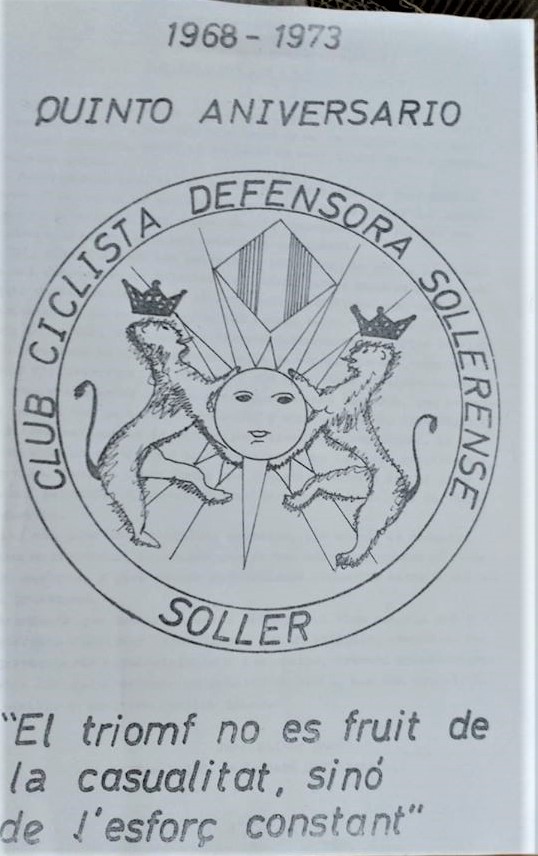 1968 - 1973
QUINTO ANIVERSARIO
CLUB CICLISTA DEFENSORA SOLLERENSE
SOLLER
"El triomf no es fruit de
la casualitat, sinó
de l'esforç constant"